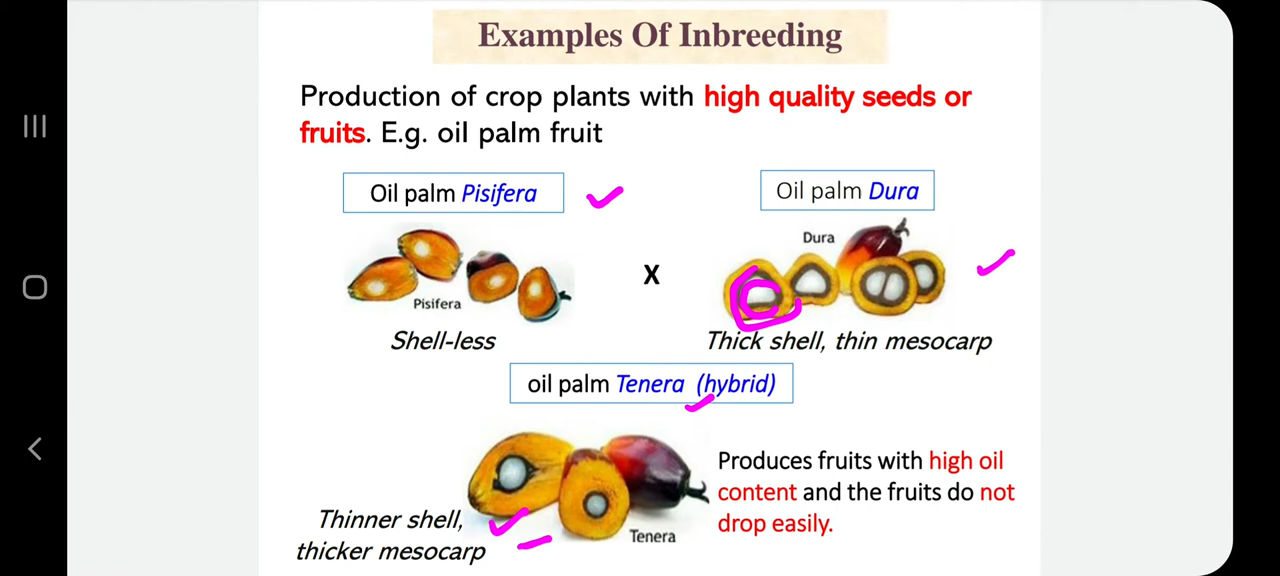 Examples Of Inbreeding
Production of crop plants with high quality seeds or
fruits. E.g. oil palm fruit
Oil palm Pisifera
Oil palm Dura
Dura
X
Pisifera
Shell-less
Thick shell, thin mesocarp
oil palm Tenera (hybrid)
Produces fruits with high oil
content and the fruits do not
drop easily.
Thinner shell,
thicker mesocarp
Tenera